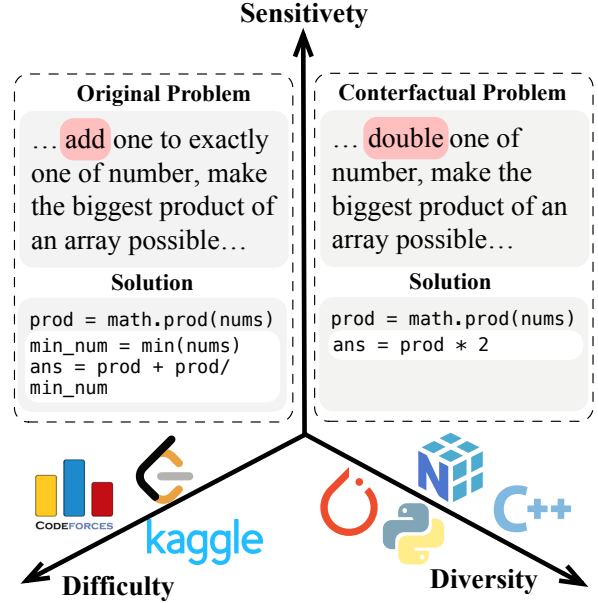 Sensitivety
Original Problem
… add one to exactly
one of number, make
the biggest product of
an array possible…
Solution
prod = math.prod(nums)
min_num = min(nums)
ans = prod + prod/
min_num
Conterfactual Problem
… double one of
number, make the
biggest product of an
array possible…
Solution
prod = math.prod(nums)
ans = prod * 2
CODEFORCES
kaggle
Difficulty
N
C++
Diversity